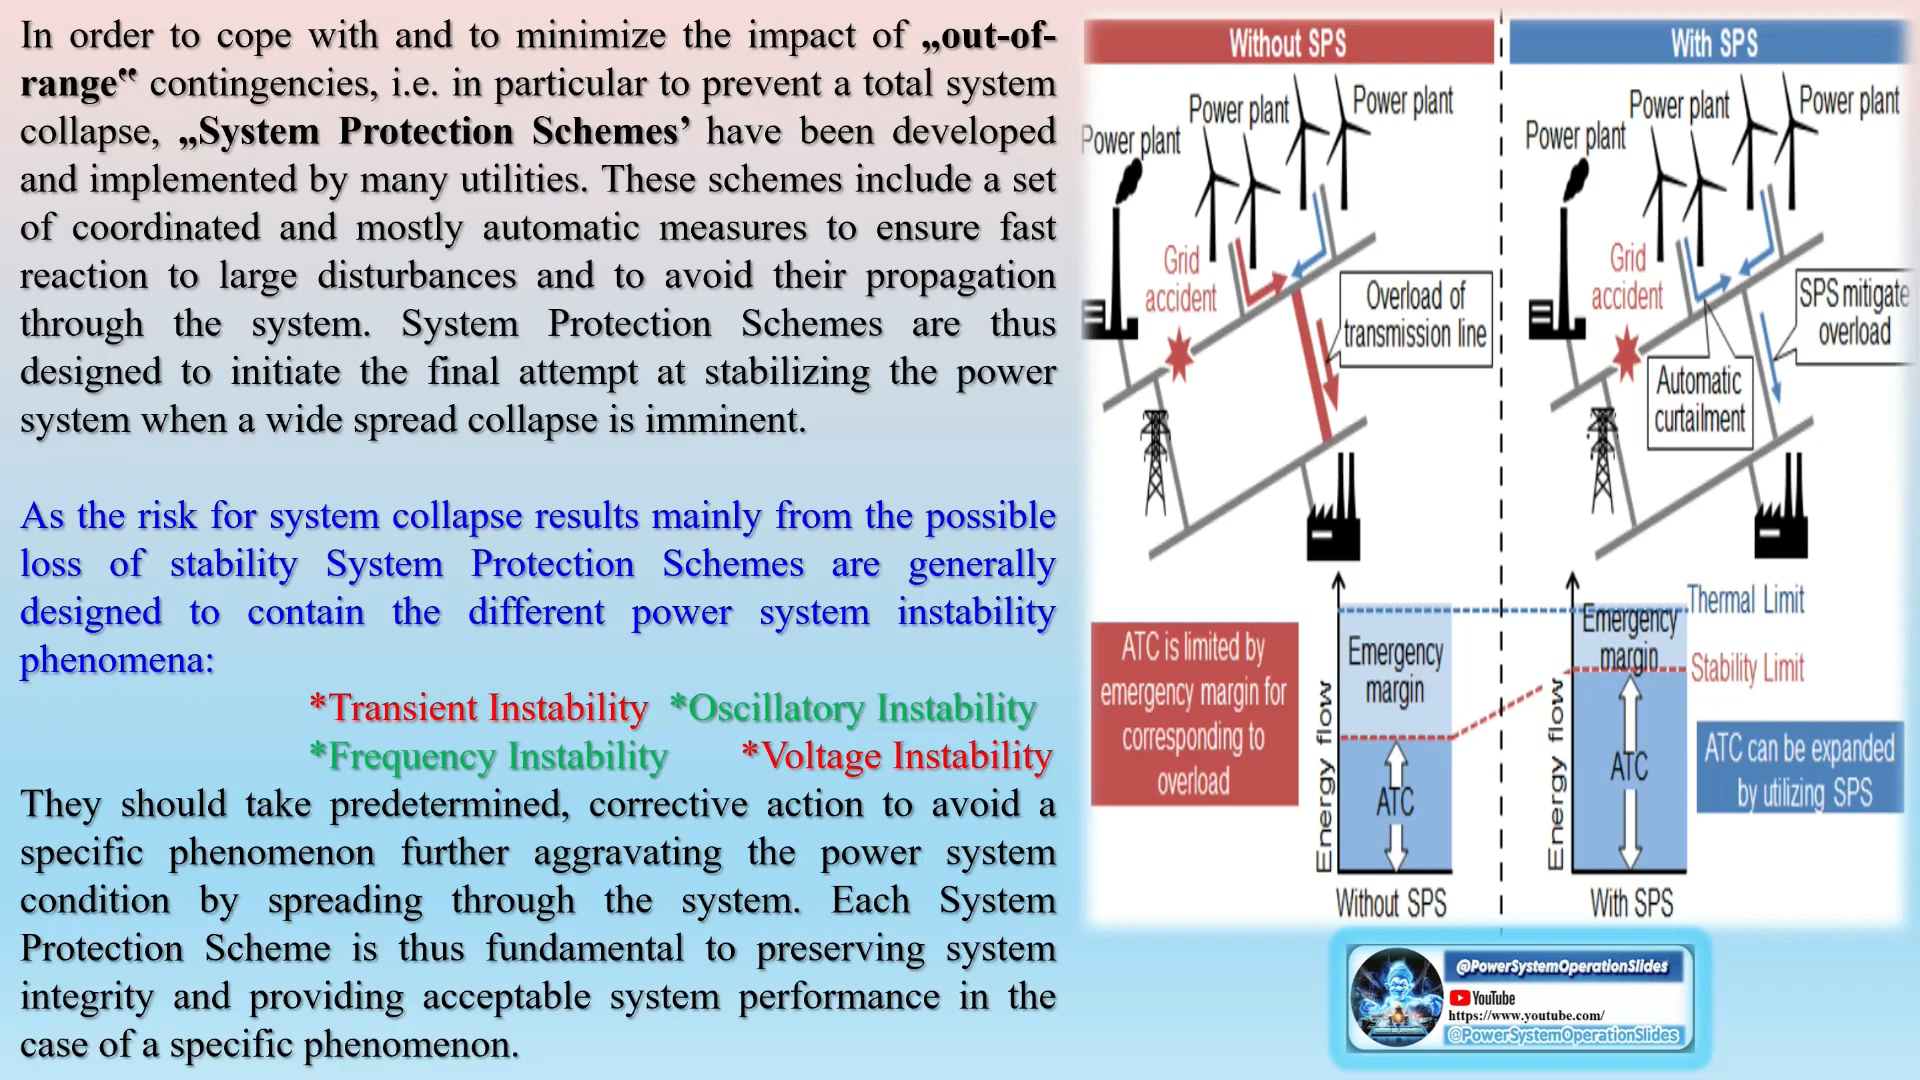 In order to cope with and to minimize the impact of „out-of-
range‟ contingencies, i.e. in particular to prevent a total system
collapse, „System Protection Schemes’ have been developed
and implemented by many utilities. These schemes include a set
of coordinated and mostly automatic measures to ensure fast
reaction to large disturbances and to avoid their propagation
through the system. System Protection Schemes are thus
designed to initiate the final attempt at stabilizing the power
system when a wide spread collapse is imminent.
As the risk for system collapse results mainly from the possible
loss of stability System Protection Schemes are generally
designed to contain the different power system instability
phenomena:
*Transient Instability *Oscillatory Instability
*Frequency Instability *Voltage Instability
They should take predetermined, corrective action to avoid a
specific phenomenon further aggravating the power system
condition by spreading through the system. Each System
Protection Scheme is thus fundamental to preserving system
integrity and providing acceptable system performance in the
case of a specific phenomenon.
Without SPS
Power plant
Power plant
Power plant
Grid
accident
Overload of
transmission line
With SPS
Power plant
Power plant
Power plant
Grid
accident
SPS mitigate
overload
Automatic
curtailment
ATC is limited by
emergency margin for
corresponding to
overload
Energy flow
Emergency
margin
ATC
Without SPS
Energy flow
Emergency
margin
ATC
With SPS
Thermal Limit
Stability Limit
ATC can be expanded
by utilizing SPS
@PowerSystemOperationSlides
YouTube
https://www.youtube.com/
@PowerSystemOperationSlides